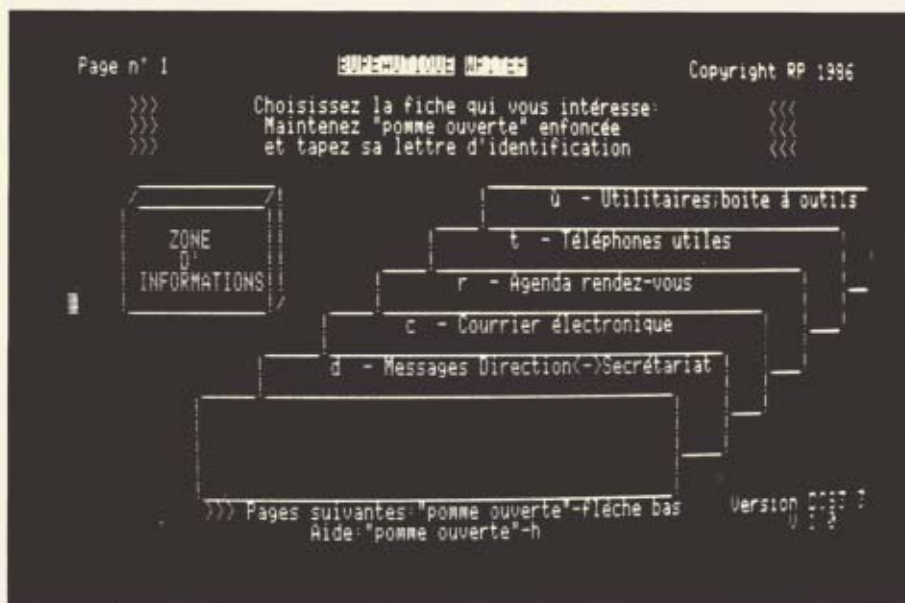 Page n° 1 BUREAUTIQUE WRITER Copyright RP 1986
>>> Choisissez la fiche qui vous intéresse: <<<
>>> Maintenez "pomme ouverte" enfoncée <<<
>>> et tapez sa lettre d'identification <<<
ZONE
D'
INFORMATIONS
ù - Utilitaires;boite à outils
t - Téléphones utiles
r - Agenda rendez-vous
c - Courrier électronique
d - Messages Direction<->Secrétariat
>>> Pages suivantes:"pomme ouverte"-fléche bas
Aide:"pomme ouverte"-h
Version